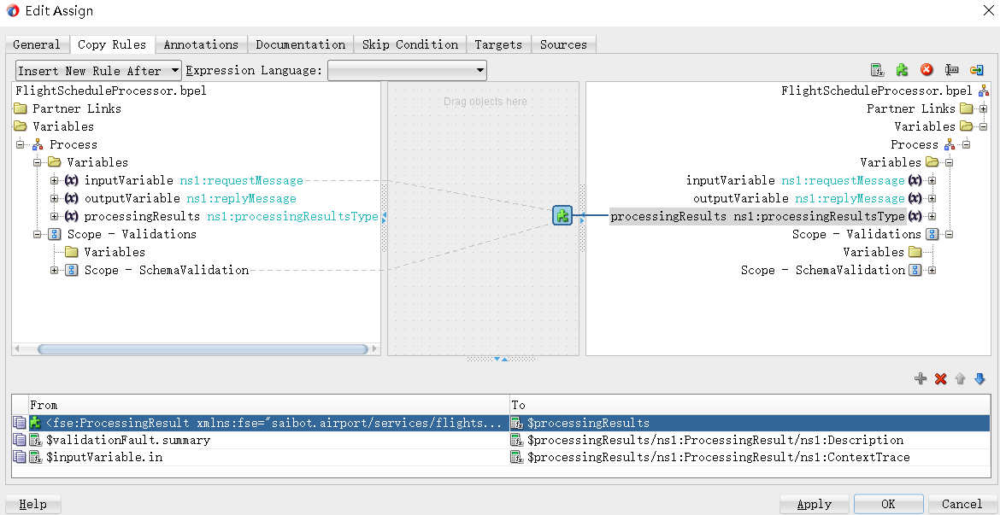 Edit Assign
General Copy Rules Annotations Documentation Skip Condition Targets Sources
Insert New Rule After Expression Language:
FlightScheduleProcessor.bpel
Partner Links
Variables
Process
Variables
inputVariable ns1:requestMessage
outputVariable ns1:replyMessage
processingResults ns1:processingResultsType
Scope - Validations
Variables
Scope - SchemaValidation
Drag objects here
FlightScheduleProcessor.bpel
Partner Links
Variables
Process
Variables
inputVariable ns1:requestMessage
outputVariable ns1:replyMessage
processingResults ns1:processingResultsType
Scope - Validations
Variables
Scope - SchemaValidation
From To
<fse:ProcessingResult xmlns:fse="saibot.airport/services/flights... $processingResults
$validationFault.summary $processingResults/ns1:ProcessingResult/ns1:Description
$inputVariable.in $processingResults/ns1:ProcessingResult/ns1:ContextTrace
Help Apply OK Cancel